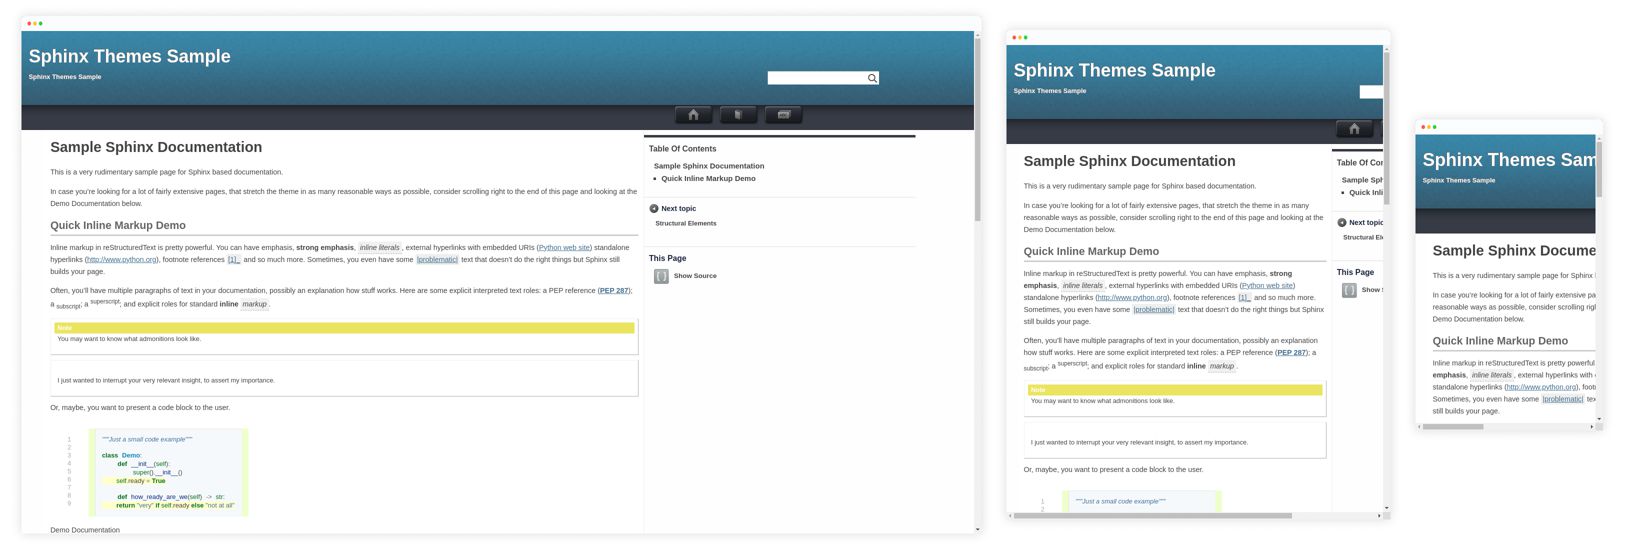 Sphinx Themes Sample
Sphinx Themes Sample
Sample Sphinx Documentation
This is a very rudimentary sample page for Sphinx based documentation.
In case you're looking for a lot of fairly extensive pages, that stretch the theme in as many reasonable ways as possible, consider scrolling right to the end of this page and looking at the
Demo Documentation below.
Quick Inline Markup Demo
Inline markup in reStructuredText is pretty powerful. You can have emphasis, strong emphasis, inline literals, external hyperlinks with embedded URIs (Python web site) standalone
hyperlinks (http://www.python.org), footnote references [1]_ and so much more. Sometimes, you even have some |problematic| text that doesn't do the right things but Sphinx still
builds your page.
Often, you'll have multiple paragraphs of text in your documentation, possibly an explanation how stuff works. Here are some explicit interpreted text roles: a PEP reference (PEP 287);
a subscript; a superscript; and explicit roles for standard inline markup.
Note
You may want to know what admonitions look like.
I just wanted to interrupt your very relevant insight, to assert my importance.
Or, maybe, you want to present a code block to the user.
1 """Just a small code example"""
2
3 class Demo:
4 def __init__(self):
5 super().__init__()
6 self.ready = True
7
8 def how_ready_are_we(self) -> str:
9 return "very" if self.ready else "not at all"
Demo Documentation
Table Of Contents
Sample Sphinx Documentation
Quick Inline Markup Demo
Next topic
Structural Elements
This Page
Show Source
Sphinx Themes Sample
Sphinx Themes Sample
Sample Sphinx Documentation
This is a very rudimentary sample page for Sphinx based documentation.
In case you're looking for a lot of fairly extensive pages, that stretch the theme in as many
reasonable ways as possible, consider scrolling right to the end of this page and looking at the
Demo Documentation below.
Quick Inline Markup Demo
Inline markup in reStructuredText is pretty powerful. You can have emphasis, strong
emphasis, inline literals, external hyperlinks with embedded URIs (Python web site)
standalone hyperlinks (http://www.python.org), footnote references [1]_ and so much more.
Sometimes, you even have some |problematic| text that doesn't do the right things but Sphinx
still builds your page.
Often, you'll have multiple paragraphs of text in your documentation, possibly an explanation
how stuff works. Here are some explicit interpreted text roles: a PEP reference (PEP 287); a
subscript; a superscript; and explicit roles for standard inline markup.
Note
You may want to know what admonitions look like.
I just wanted to interrupt your very relevant insight, to assert my importance.
Or, maybe, you want to present a code block to the user.
1 """Just a small code example"""
2
Table Of Con
Sample Sph
Quick Inli
Next topic
Structural Ele
This Page
Show S
Sphinx Themes Sam
Sphinx Themes Sample
Sample Sphinx Docume
This is a very rudimentary sample page for Sphinx
In case you're looking for a lot of fairly extensive pa
reasonable ways as possible, consider scrolling righ
Demo Documentation below.
Quick Inline Markup Demo
Inline markup in reStructuredText is pretty powerful.
emphasis, inline literals, external hyperlinks with
standalone hyperlinks (http://www.python.org), footn
Sometimes, you even have some |problematic| tex
still builds your page.